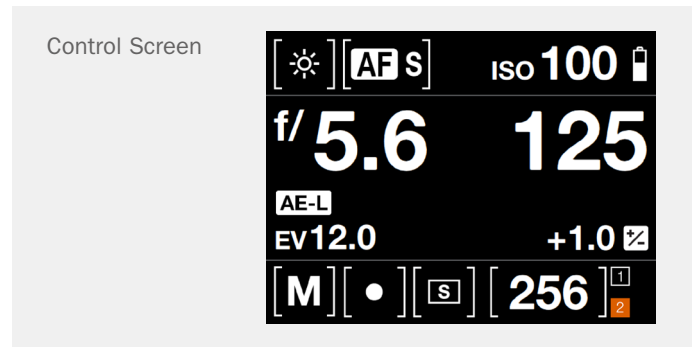 Control Screen
[ ] [AF S] ISO 100
f/5.6 125
AE-L
EV12.0 +1.0 +/-
[M] [●] [S] [256] 1
2